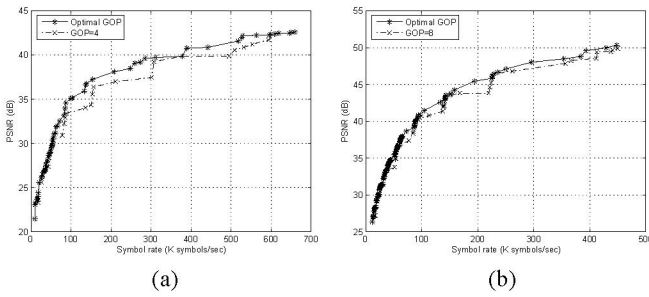 (a)
Optimal GOP
GOP=4
PSNR (dB)
45
40
35
30
25
20
0 100 200 300 400 500 600 700
Symbol rate (K symbols/sec)
(a)
(b)
Optimal GOP
GOP=8
PSNR (dB)
55
50
45
40
35
30
25
0 100 200 300 400 500
Symbol rate (K symbols/sec)
(b)